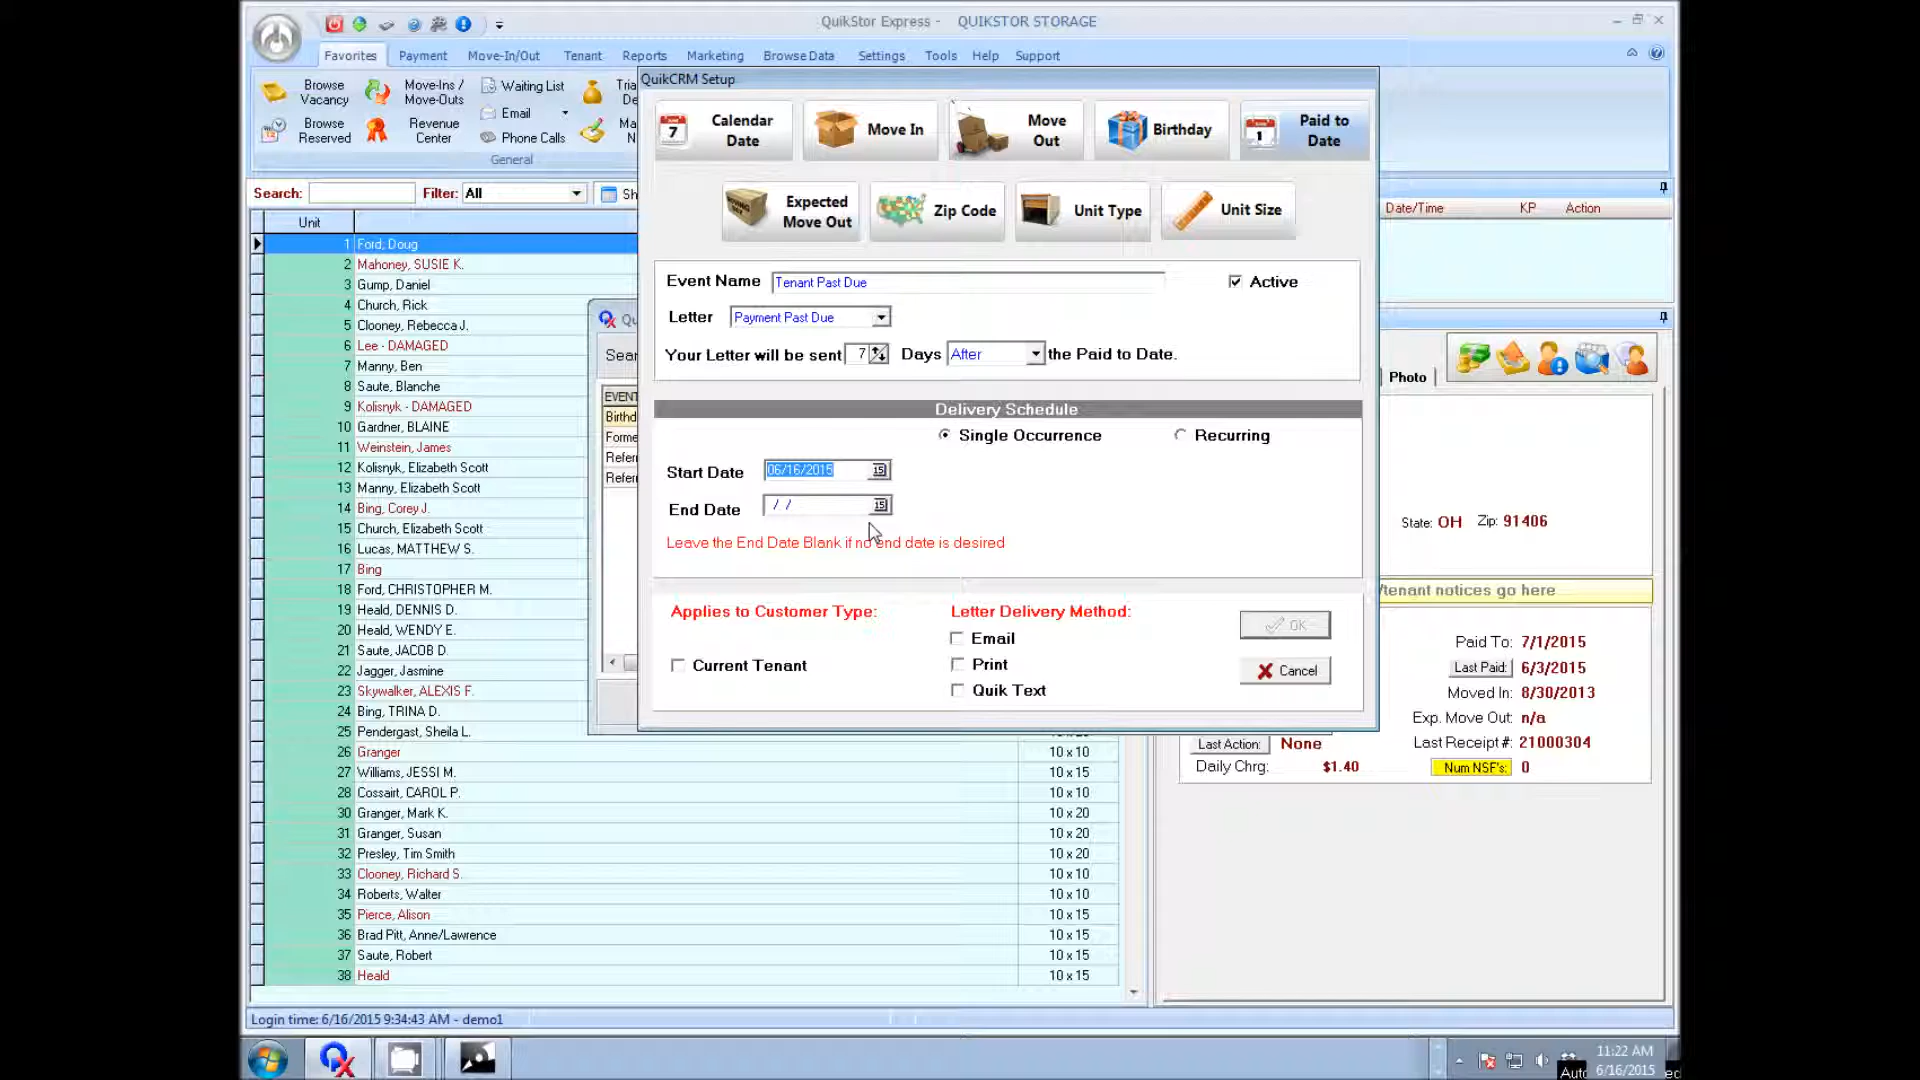 QuikStor Express - QUIKSTOR STORAGE
Favorites Payment Move-In/Out Tenant Reports Marketing Browse Data Settings Tools Help Support
Browse Vacancy
Move-Ins / Move-Outs
Waiting List
Email
Browse Reserved
Revenue Center
Phone Calls
General
Search: Filter: All
Unit
1 Ford, Doug
2 Mahoney, SUSIE K.
3 Gump, Daniel
4 Church, Rick
5 Clooney, Rebecca J.
6 Lee - DAMAGED
7 Manny, Ben
8 Saute, Blanche
9 Kolisnyk - DAMAGED
10 Gardner, BLAINE
11 Weinstein, James
12 Kolisnyk, Elizabeth Scott
13 Manny, Elizabeth Scott
14 Bing, Corey J.
15 Church, Elizabeth Scott
16 Lucas, MATTHEW S.
17 Bing
18 Ford, CHRISTOPHER M.
19 Heald, DENNIS D.
20 Heald, WENDY E.
21 Saute, JACOB D.
22 Jagger, Jasmine
23 Skywalker, ALEXIS F.
24 Bing, TRINA D.
25 Pendergast, Sheila L.
26 Granger 10 x 10
27 Williams, JESSI M. 10 x 15
28 Cossairt, CAROL P. 10 x 10
30 Granger, Mark K. 10 x 20
31 Granger, Susan 10 x 20
32 Presley, Tim Smith 10 x 20
33 Clooney, Richard S. 10 x 10
34 Roberts, Walter 10 x 10
35 Pierce, Alison 10 x 15
36 Brad Pitt, Anne/Lawrence 10 x 15
37 Saute, Robert 10 x 15
38 Heald 10 x 15
Login time: 6/16/2015 9:34:43 AM - demo1
QuikCRM Setup
Calendar Date
Move In
Move Out
Birthday
Paid to Date
7
1
Expected Move Out
Zip Code
Unit Type
Unit Size
Event Name Tenant Past Due Active
Letter Payment Past Due
Your Letter will be sent 7 Days After the Paid to Date.
Delivery Schedule
Single Occurrence Recurring
Start Date 06/16/2015 15
End Date / / 15
Leave the End Date Blank if no end date is desired
Applies to Customer Type:
Current Tenant
Letter Delivery Method:
Email
Print
Quik Text
OK
Cancel
Date/Time KP Action
Photo
State: OH Zip: 91406
/tenant notices go here
Paid To: 7/1/2015
Last Paid: 6/3/2015
Moved In: 8/30/2013
Exp. Move Out: n/a
Last Action: None Last Receipt #: 21000304
Daily Chrg: $1.40 Num NSF's: 0
11:22 AM
6/16/2015